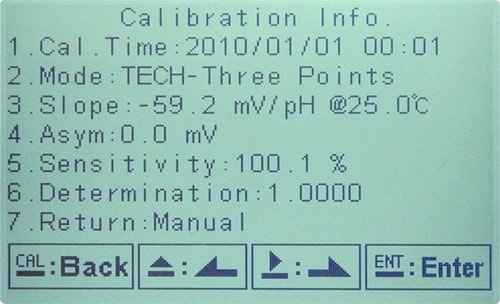 Calibration Info.
1.Cal.Time:2010/01/01 00:01
2.Mode:TECH-Three Points
3.Slope:-59.2 mV/pH @25.0℃
4.Asym:0.0 mV
5.Sensitivity:100.1 %
6.Determination:1.0000
7.Return:Manual
CAL:Back : : ENT:Enter